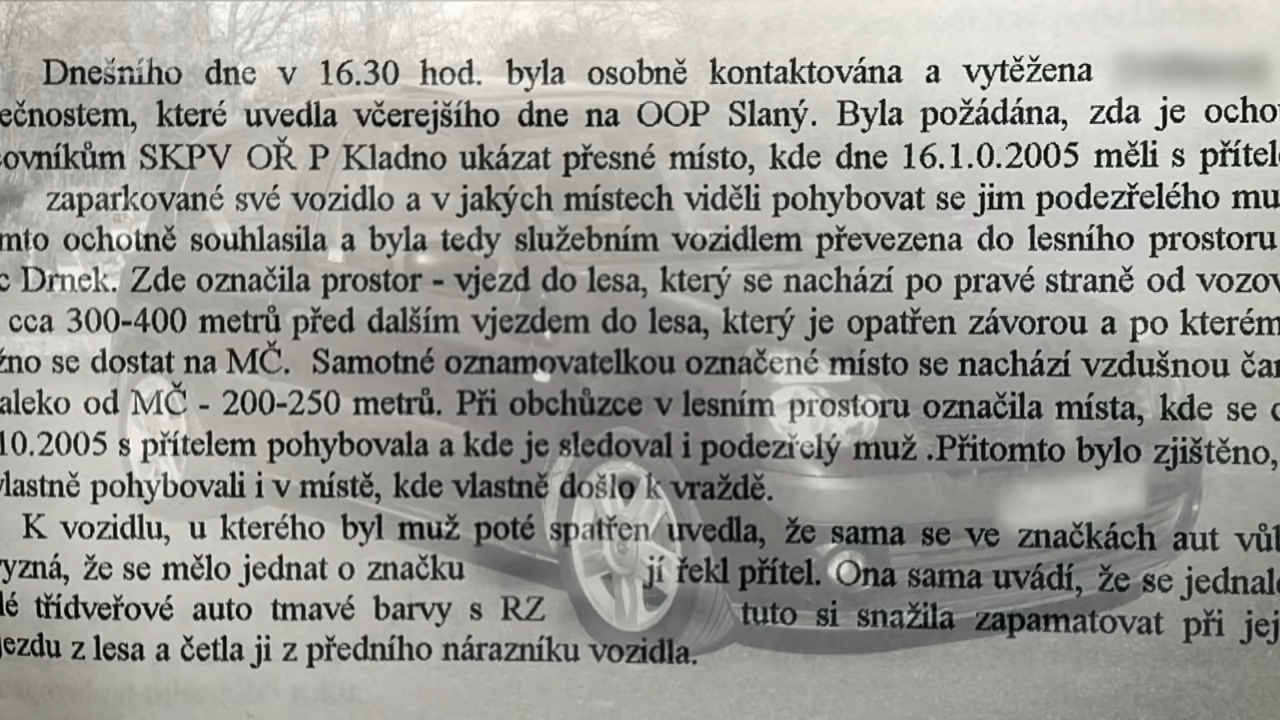 Dnešního dne v 16.30 hod. byla osobně kontaktována a vytěžena
ečnostem, které uvedla včerejšího dne na OOP Slaný. Byla požádána, zda je ocho
ovníkům SKPV OŘ P Kladno ukázat přesné místo, kde dne 16.1.0.2005 měli s přítel
zaparkované své vozidlo a v jakých místech viděli pohybovat se jim podezřelého mu
mto ochotně souhlasila a byla tedy služebním vozidlem převezena do lesního prostoru
c Drnek. Zde označila prostor - vjezd do lesa, který se nachází po pravé straně od vozov
cca 300-400 metrů před dalším vjezdem do lesa, který je opatřen závorou a po kterém
žno se dostat na MČ. Samotné oznamovatelkou označené místo se nachází vzdušnou čar
aleko od MČ - 200-250 metrů. Při obchůzce v lesním prostoru označila místa, kde se d
10.2005 s přítelem pohybovala a kde je sledoval i podezřelý muž .Přitomto bylo zjištěno,
vlastně pohybovali i v místě, kde vlastně došlo k vraždě.
K vozidlu, u kterého byl muž poté spatřen uvedla, že sama se ve značkách aut vůb
yzná, že se mělo jednat o značku jí řekl přítel. Ona sama uvádí, že se jednalo
lé třídveřové auto tmavé barvy s RZ tuto si snažila zapamatovat při jej
jezdu z lesa a četla ji z předního nárazníku vozidla.